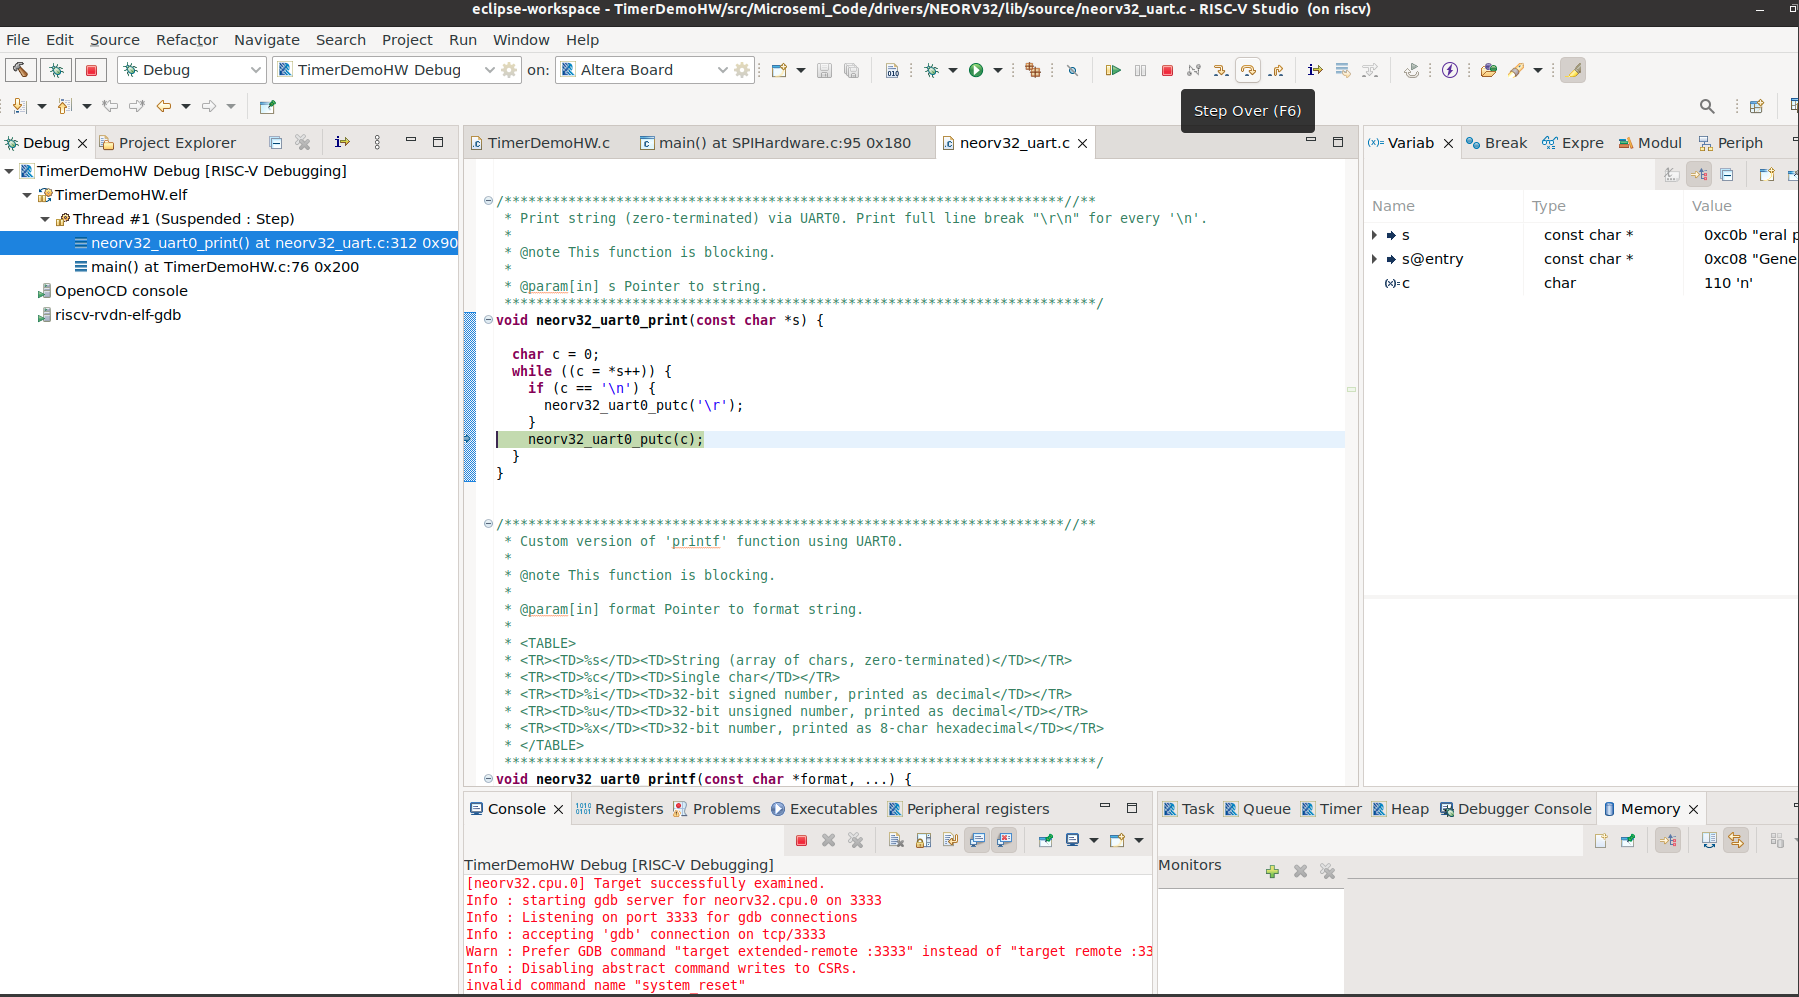 eclipse-workspace - TimerDemoHW/src/Microsemi_Code/drivers/NEORV32/lib/source/neorv32_uart.c - RISC-V Studio (on riscv)
File Edit Source Refactor Navigate Search Project Run Window Help
Debug TimerDemoHW Debug on: Altera Board
Step Over (F6)
Debug Project Explorer
TimerDemoHW Debug [RISC-V Debugging]
TimerDemoHW.elf
Thread #1 (Suspended : Step)
neorv32_uart0_print() at neorv32_uart.c:312 0x90
main() at TimerDemoHW.c:76 0x200
OpenOCD console
riscv-rvdn-elf-gdb
TimerDemoHW.c main() at SPIHardware.c:95 0x180 neorv32_uart.c
/**********************************************************************//**
* Print string (zero-terminated) via UART0. Print full line break "\r\n" for every '\n'.
*
* @note This function is blocking.
*
* @param[in] s Pointer to string.
**************************************************************************/
void neorv32_uart0_print(const char *s) {
char c = 0;
while ((c = *s++)) {
if (c == '\n') {
neorv32_uart0_putc('\r');
}
neorv32_uart0_putc(c);
}
}
/**********************************************************************//**
* Custom version of 'printf' function using UART0.
*
* @note This function is blocking.
*
* @param[in] format Pointer to format string.
*
* <TABLE>
* <TR><TD>%s</TD><TD>String (array of chars, zero-terminated)</TD></TR>
* <TR><TD>%c</TD><TD>Single char</TD></TR>
* <TR><TD>%i</TD><TD>32-bit signed number, printed as decimal</TD></TR>
* <TR><TD>%u</TD><TD>32-bit unsigned number, printed as decimal</TD></TR>
* <TR><TD>%x</TD><TD>32-bit number, printed as 8-char hexadecimal</TD></TR>
* </TABLE>
**************************************************************************/
void neorv32_uart0_printf(const char *format, ...) {
(x)= Variab Break Expre Modul Periph
Name Type Value
s const char * 0xc0b "eral p
s@entry const char * 0xc08 "Gene
(x)= c char 110 'n'
Console Registers Problems Executables Peripheral registers
TimerDemoHW Debug [RISC-V Debugging]
[neorv32.cpu.0] Target successfully examined.
Info : starting gdb server for neorv32.cpu.0 on 3333
Info : Listening on port 3333 for gdb connections
Info : accepting 'gdb' connection on tcp/3333
Warn : Prefer GDB command "target extended-remote :3333" instead of "target remote :33
Info : Disabling abstract command writes to CSRs.
invalid command name "system_reset"
Task Queue Timer Heap Debugger Console Memory
Monitors